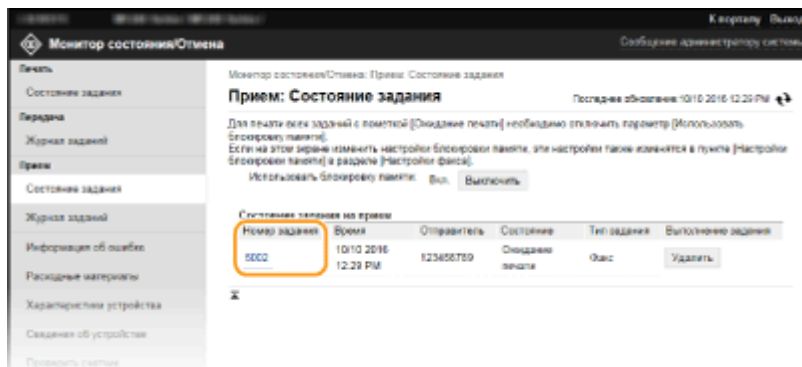 К порталу Выход
Монитор состояния/Отмена
Сообщение администратору системы
Печать
Состояние задания
Передача
Журнал заданий
Прием
Состояние задания
Журнал заданий
Информация об ошибке
Расходные материалы
Характеристики устройства
Сведения об устройстве
Проверить счетчик
Монитор состояния/Отмена: Прием: Состояние задания
Прием: Состояние задания
Последнее обновление: 10/10 2016 12:29 PM
Для печати всех заданий с пометкой [Ожидание печати] необходимо отключить параметр [Использовать
блокировку памяти].
Если на этом экране изменить настройки блокировки памяти, эти настройки также изменятся в пункте [Настройки
блокировки памяти] в разделе [Настройки факса].
Использовать блокировку памяти: Вкл. Выключить
Состояние задания на прием
Номер задания Время Отправитель Состояние Тип задания Выполнение задания
5002 10/10 2016 12:29 PM 123456789 Ожидание печати Факс Удалить